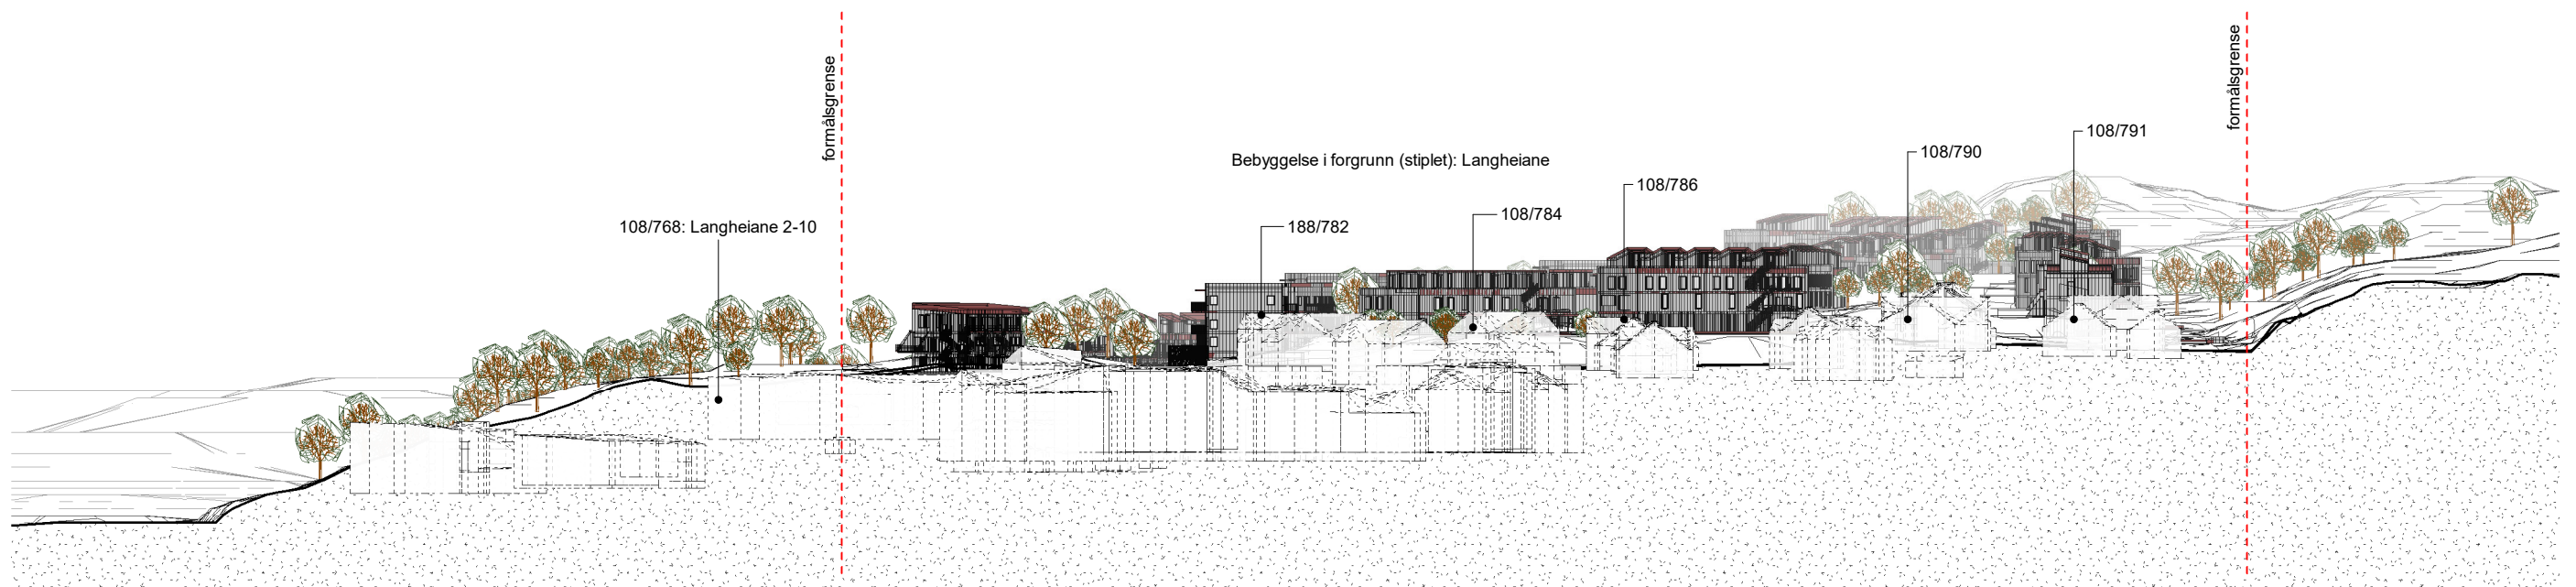 formålsgrense
formålsgrense
108/791
108/790
Bebyggelse i forgrunn (stiplet): Langheiane
108/786
108/784
108/768: Langheiane 2-10
188/782